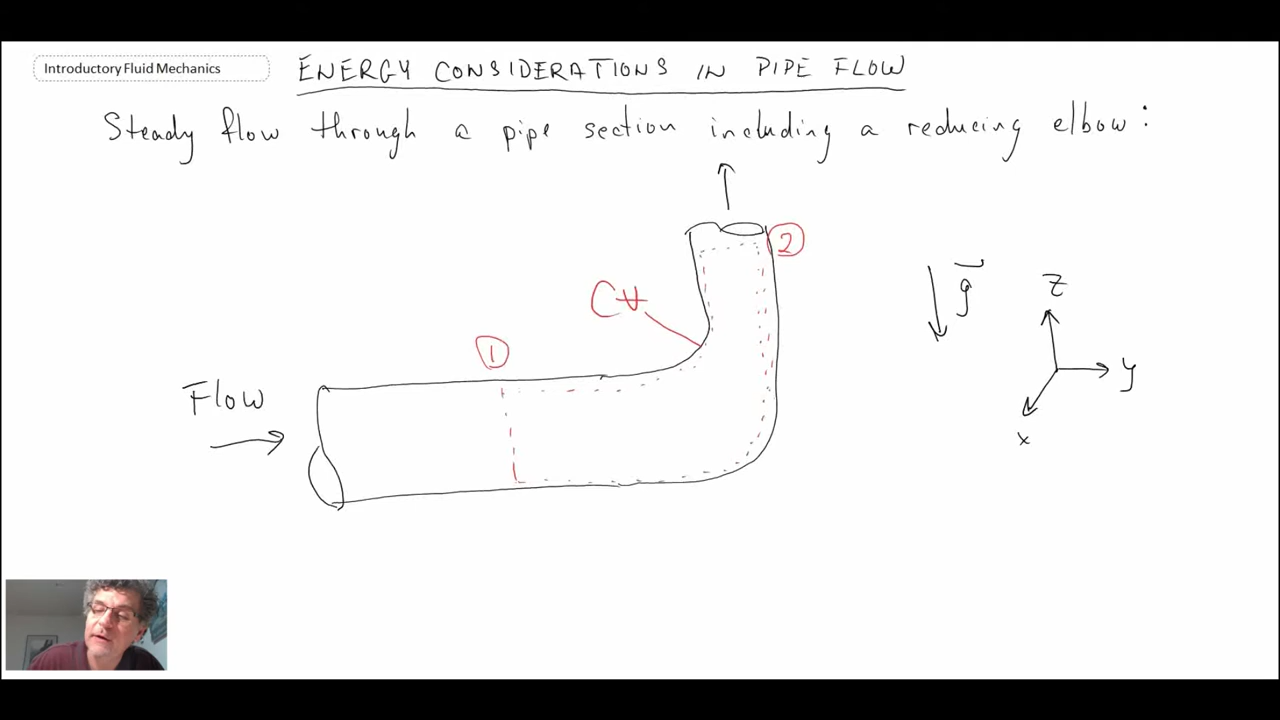 Introductory Fluid Mechanics
ENERGY CONSIDERATIONS IN PIPE FLOW
Steady flow through a pipe section including a reducing elbow:
2
CV
g
z
1
y
Flow
x